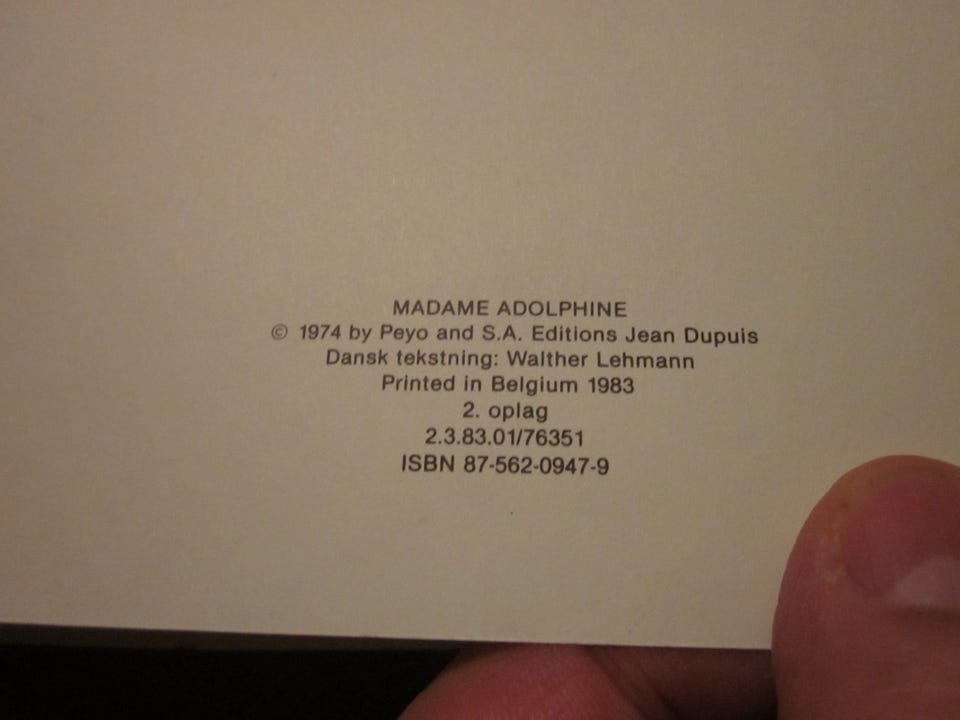 MADAME ADOLPHINE
© 1974 by Peyo and S.A. Editions Jean Dupuis
Dansk tekstning: Walther Lehmann
Printed in Belgium 1983
2. oplag
2.3.83.01/76351
ISBN 87-562-0947-9